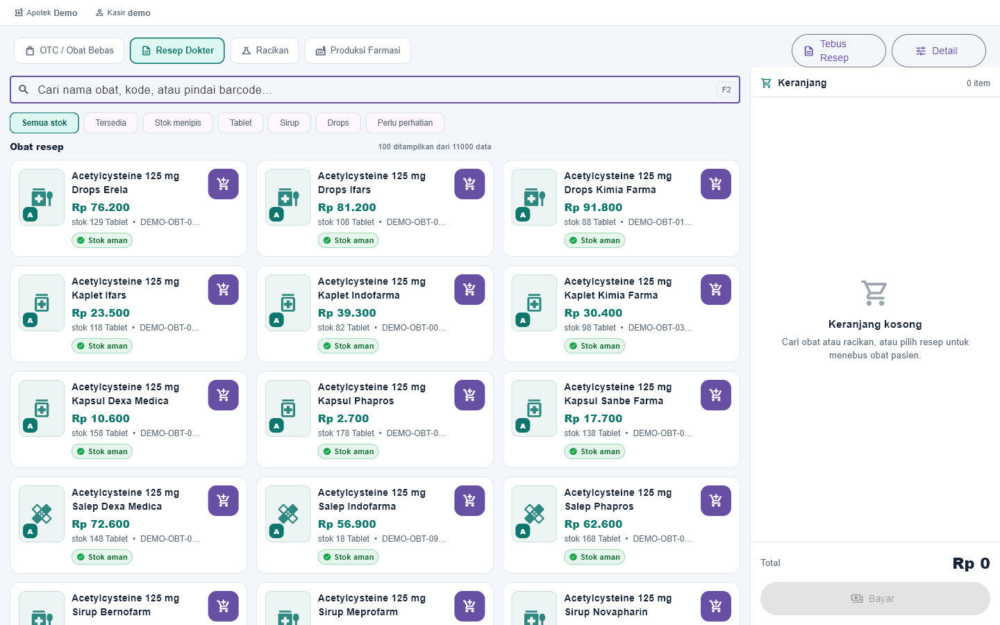 Apotek Demo · Kasir demo
OTC / Obat Bebas
Resep Dokter
Racikan
Produksi Farmasi
Tebus
Resep
Detail
Cari nama obat, kode, atau pindai barcode...
F2
Semua stok
Tersedia
Stok menipis
Tablet
Sirup
Drops
Perlu perhatian
Obat resep
100 ditampilkan dari 11000 data
Acetylcysteine 125 mg
Drops Erela
Rp 76.200
stok 129 Tablet • DEMO-OBT-0...
Stok aman
A
Acetylcysteine 125 mg
Drops Ifars
Rp 81.200
stok 108 Tablet • DEMO-OBT-0...
Stok aman
A
Acetylcysteine 125 mg
Drops Kimia Farma
Rp 91.800
stok 88 Tablet • DEMO-OBT-01...
Stok aman
A
Acetylcysteine 125 mg
Kaplet Ifars
Rp 23.500
stok 118 Tablet • DEMO-OBT-0...
Stok aman
A
Acetylcysteine 125 mg
Kaplet Indofarma
Rp 39.300
stok 82 Tablet • DEMO-OBT-00...
Stok aman
A
Acetylcysteine 125 mg
Kaplet Kimia Farma
Rp 30.400
stok 98 Tablet • DEMO-OBT-03...
Stok aman
A
Acetylcysteine 125 mg
Kapsul Dexa Medica
Rp 10.600
stok 158 Tablet • DEMO-OBT-0...
Stok aman
A
Acetylcysteine 125 mg
Kapsul Phapros
Rp 2.700
stok 178 Tablet • DEMO-OBT-0...
Stok aman
A
Acetylcysteine 125 mg
Kapsul Sanbe Farma
Rp 17.700
stok 138 Tablet • DEMO-OBT-0...
Stok aman
A
Acetylcysteine 125 mg
Salep Dexa Medica
Rp 72.600
stok 148 Tablet • DEMO-OBT-0...
Stok aman
A
Acetylcysteine 125 mg
Salep Indofarma
Rp 56.900
stok 18 Tablet • DEMO-OBT-09...
Stok aman
A
Acetylcysteine 125 mg
Salep Phapros
Rp 62.600
stok 168 Tablet • DEMO-OBT-0...
Stok aman
A
Acetylcysteine 125 mg
Sirup Bernofarm
Acetylcysteine 125 mg
Sirup Meprofarm
Acetylcysteine 125 mg
Sirup Novapharin
Keranjang
0 item
Keranjang kosong
Cari obat atau racikan, atau pilih resep untuk
menebus obat pasien.
Total
Rp 0
Bayar